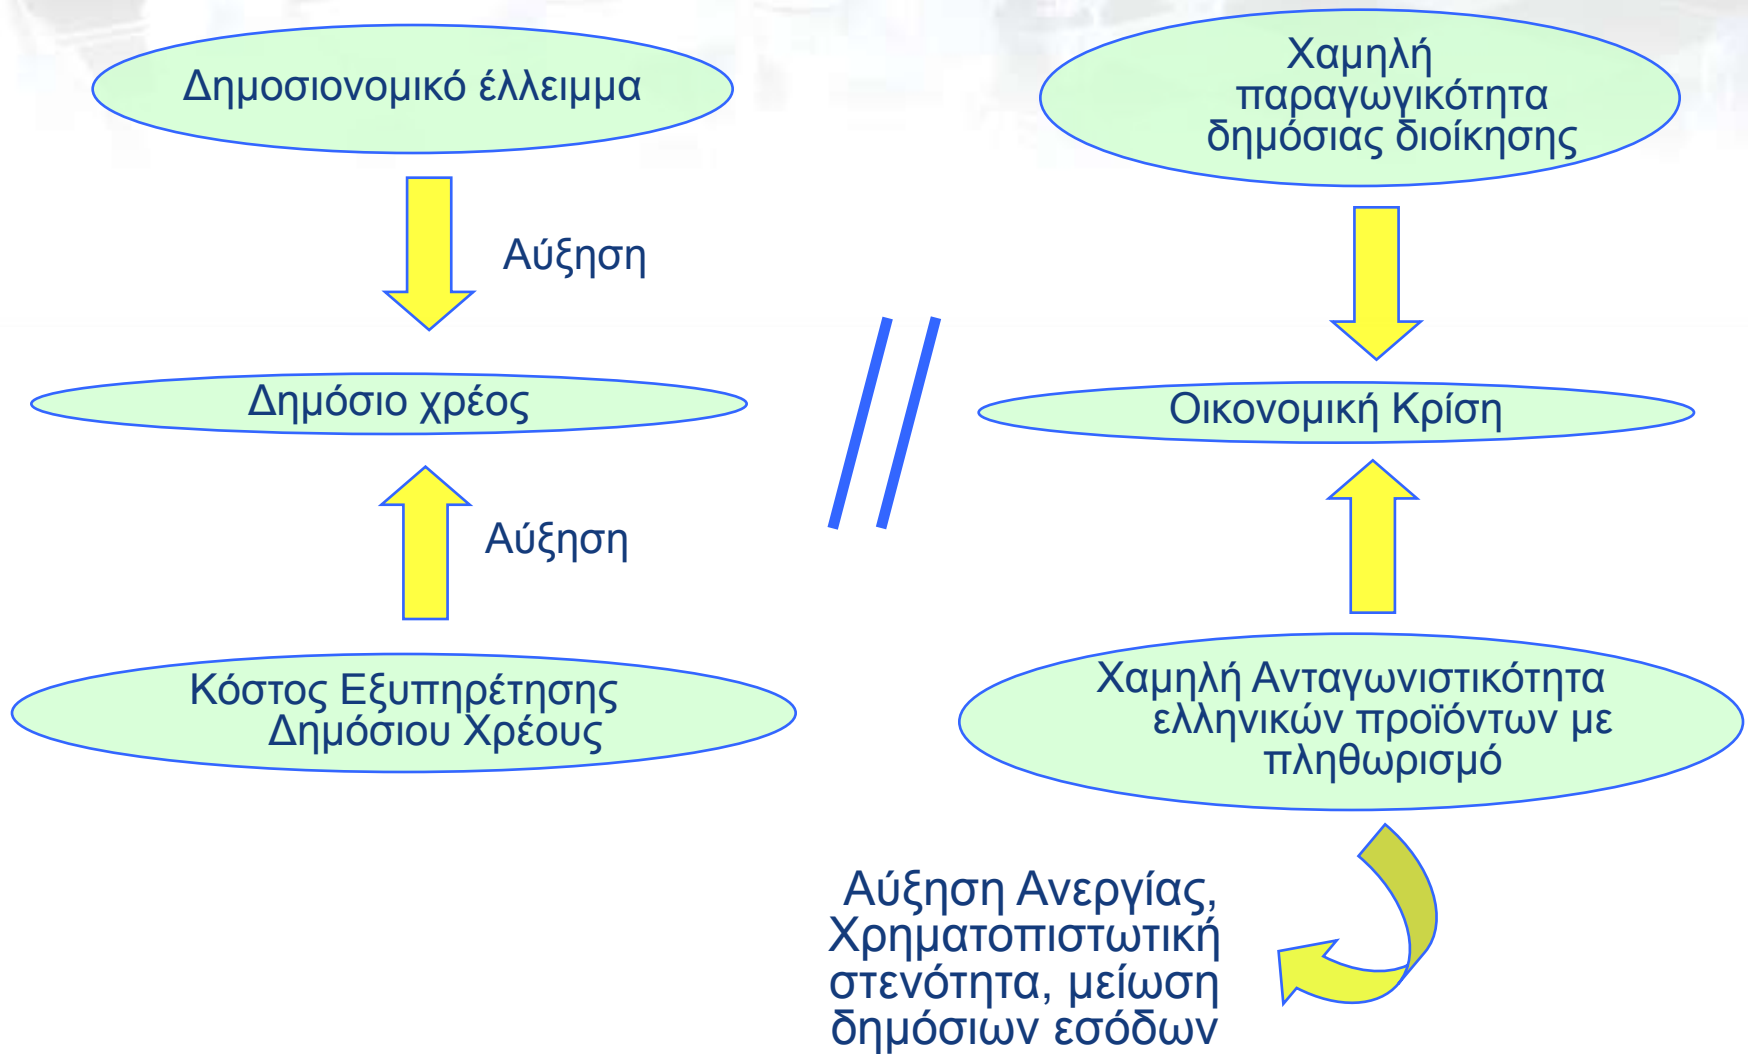 Δημοσιονομικό έλλειμμα
Αύξηση
Δημόσιο χρέος
Αύξηση
Κόστος Εξυπηρέτησης
Δημόσιου Χρέους
Χαμηλή
παραγωγικότητα
δημόσιας διοίκησης
Οικονομική Κρίση
Χαμηλή Ανταγωνιστικότητα
ελληνικών προϊόντων με
πληθωρισμό
Αύξηση Ανεργίας,
Χρηματοπιστωτική
στενότητα, μείωση
δημόσιων εσόδων